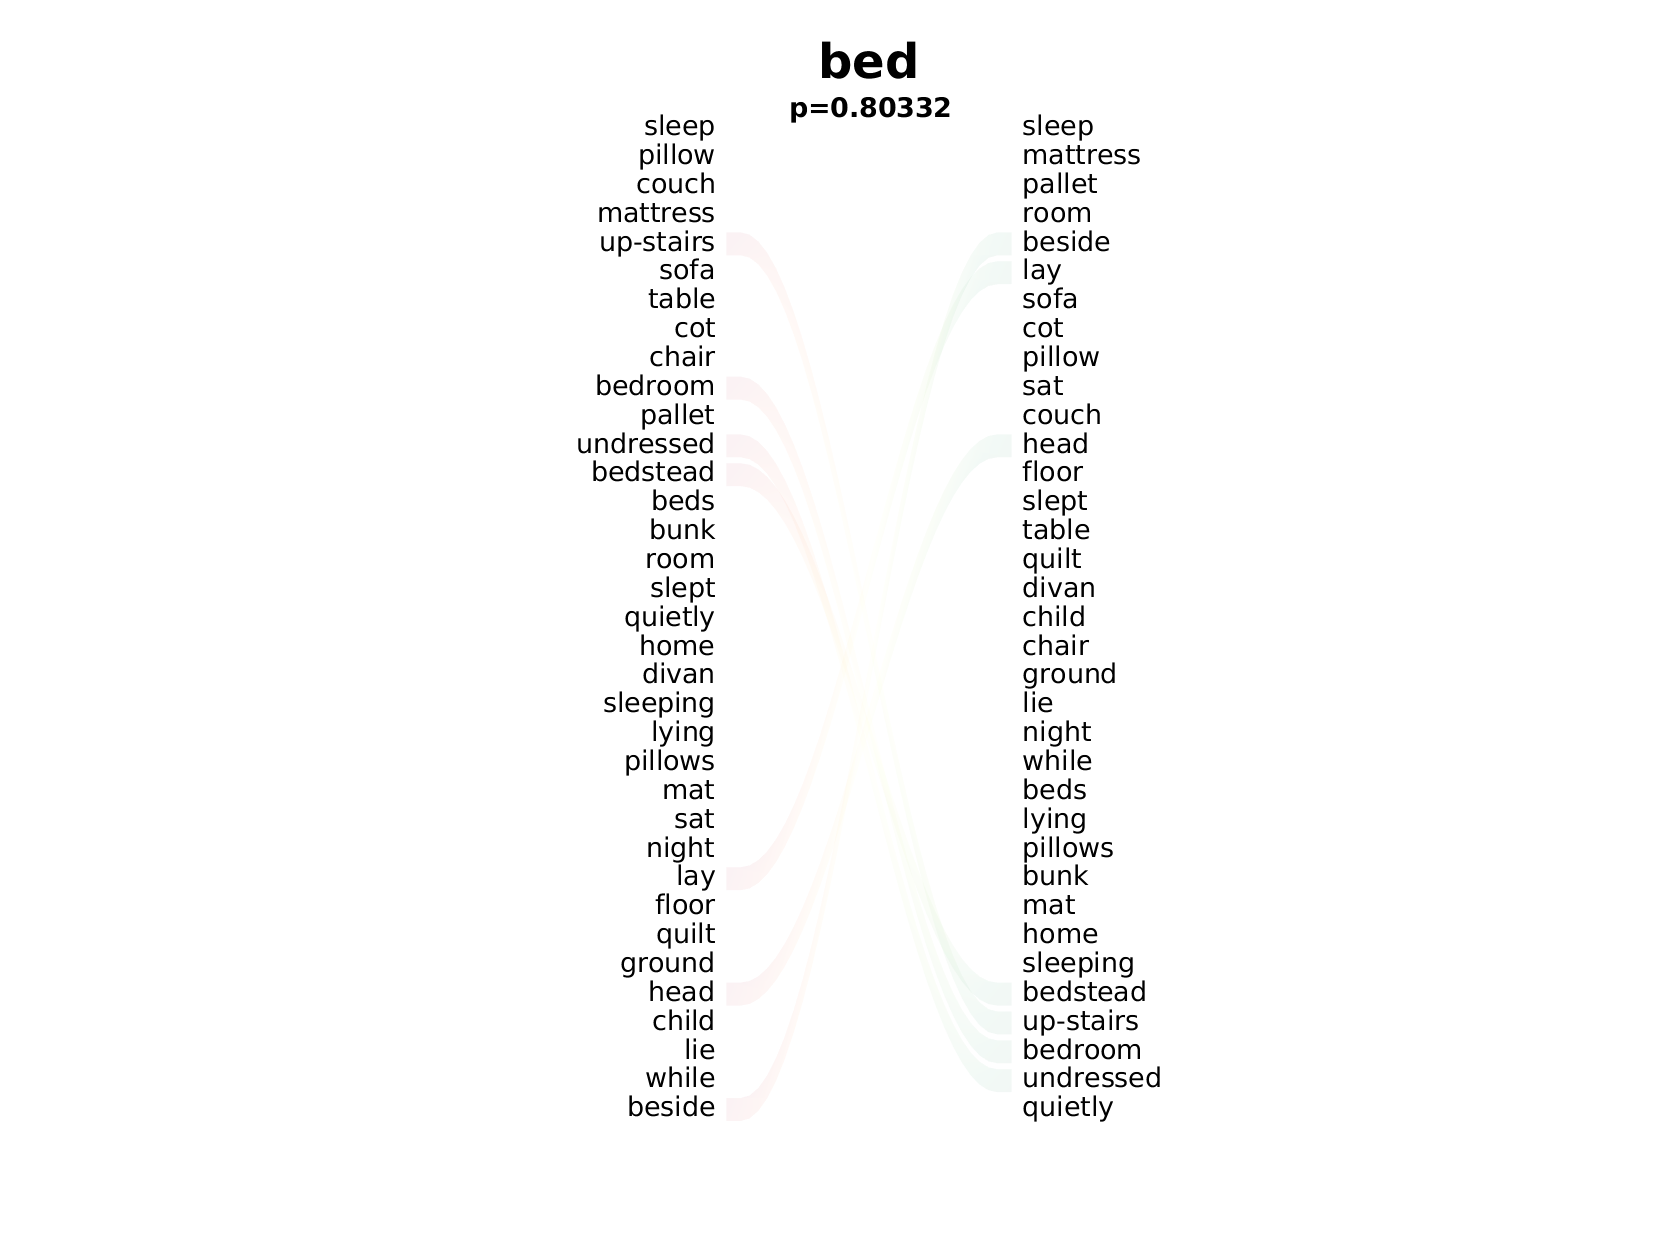 bed
p=0.80332
sleep sleep
pillow mattress
couch pallet
mattress room
up-stairs beside
sofa lay
table sofa
cot cot
chair pillow
bedroom sat
pallet couch
undressed head
bedstead floor
beds slept
bunk table
room quilt
slept divan
quietly child
home chair
divan ground
sleeping lie
lying night
pillows while
mat beds
sat lying
night pillows
lay bunk
floor mat
quilt home
ground sleeping
head bedstead
child up-stairs
lie bedroom
while undressed
beside quietly